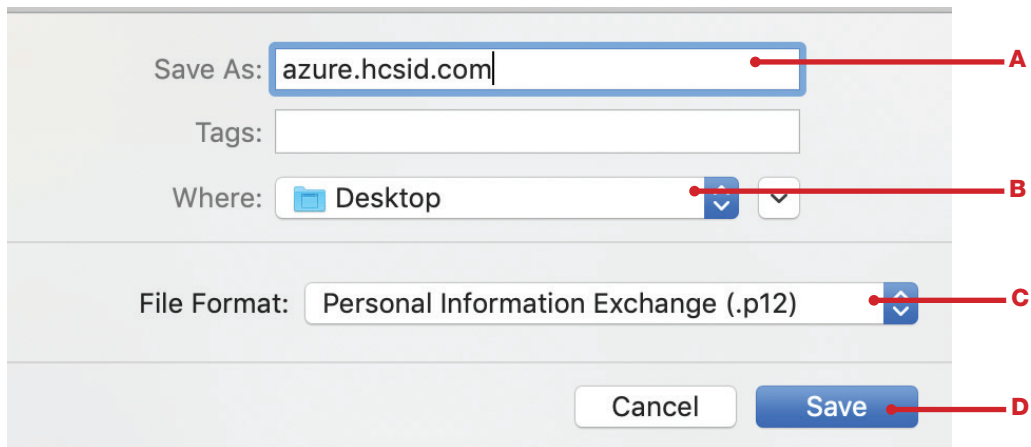 Save As: azure.hcsid.com A
Tags:
Where: Desktop B
File Format: Personal Information Exchange (.p12) C
Cancel Save D